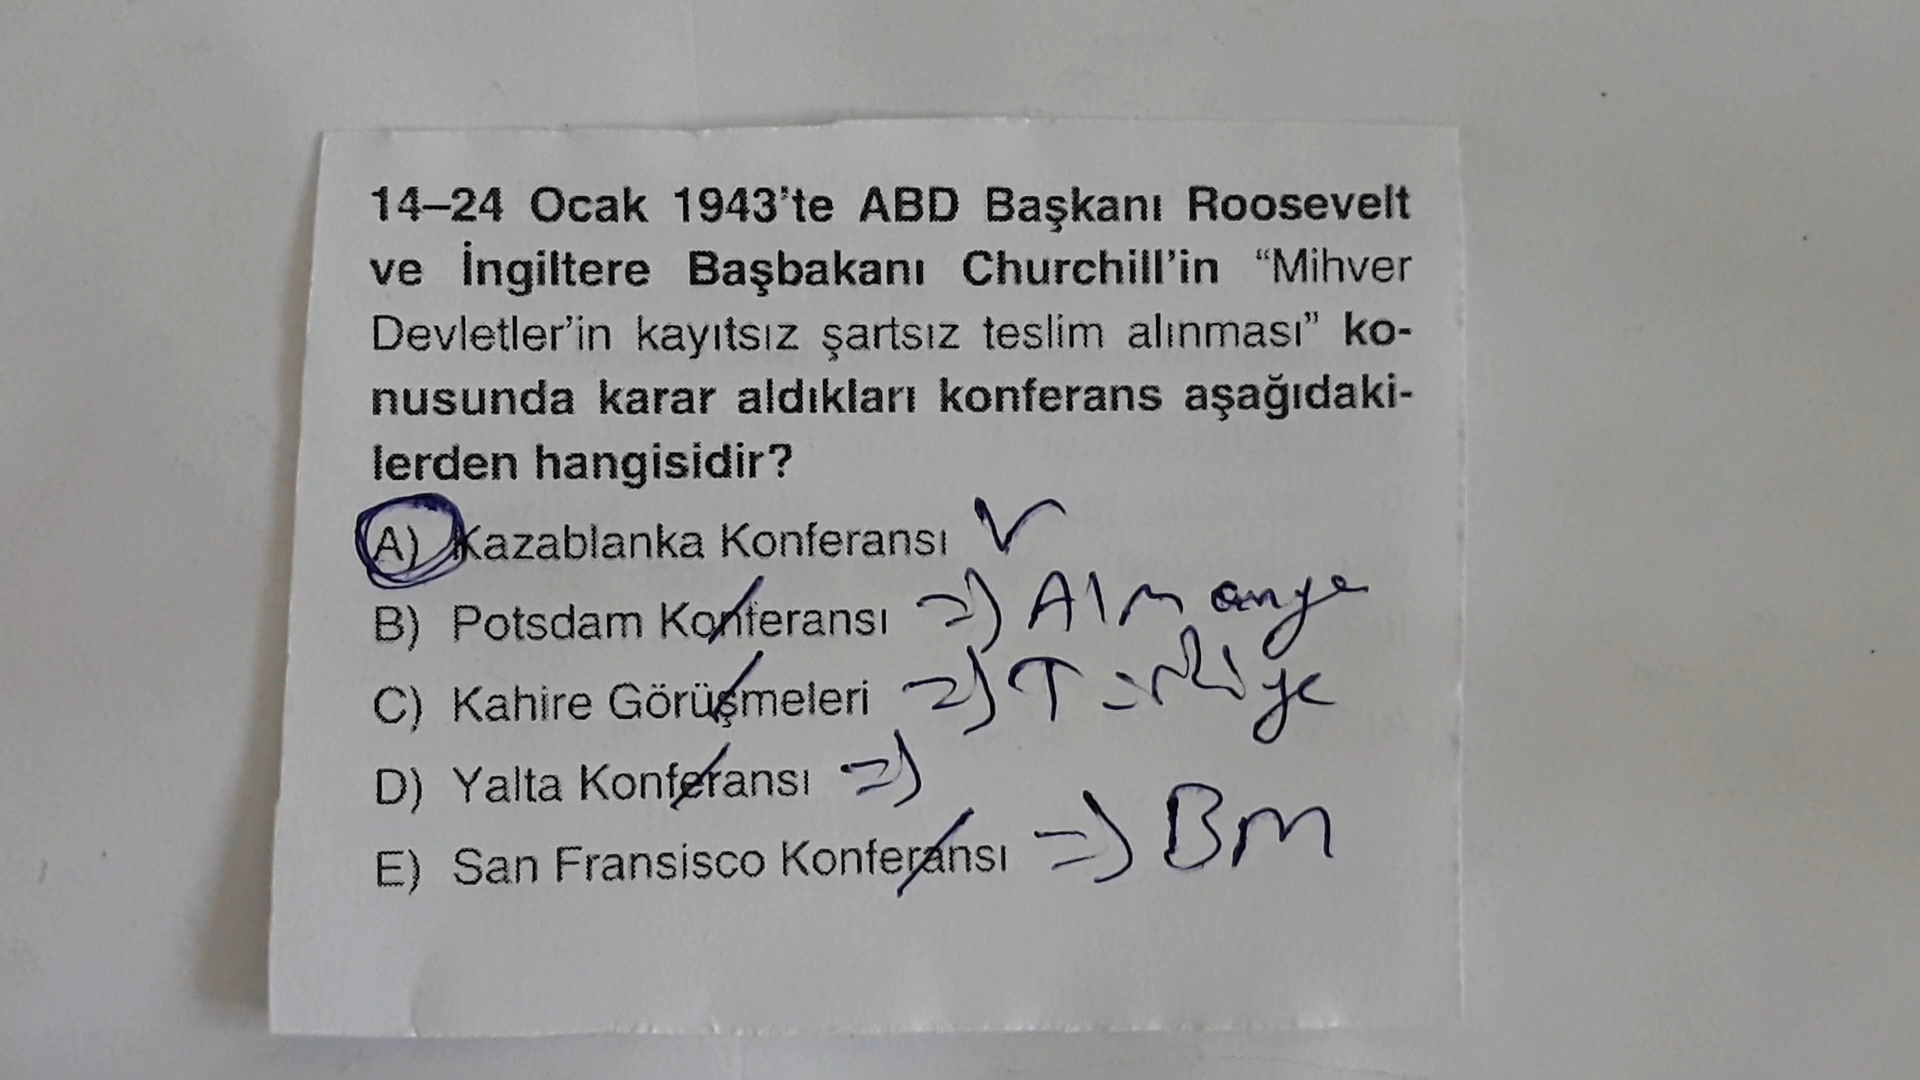 14–24 Ocak 1943'te ABD Başkanı Roosevelt
ve İngiltere Başbakanı Churchill'in “Mihver
Devletler'in kayıtsız şartsız teslim alınması” ko-
nusunda karar aldıkları konferans aşağıdaki-
lerden hangisidir?
A) Kazablanka Konferansı ✓
B) Potsdam Konferansı => Almanya
C) Kahire Görüşmeleri => Türkiye
D) Yalta Konferansı =>
E) San Fransisco Konferansı => BM